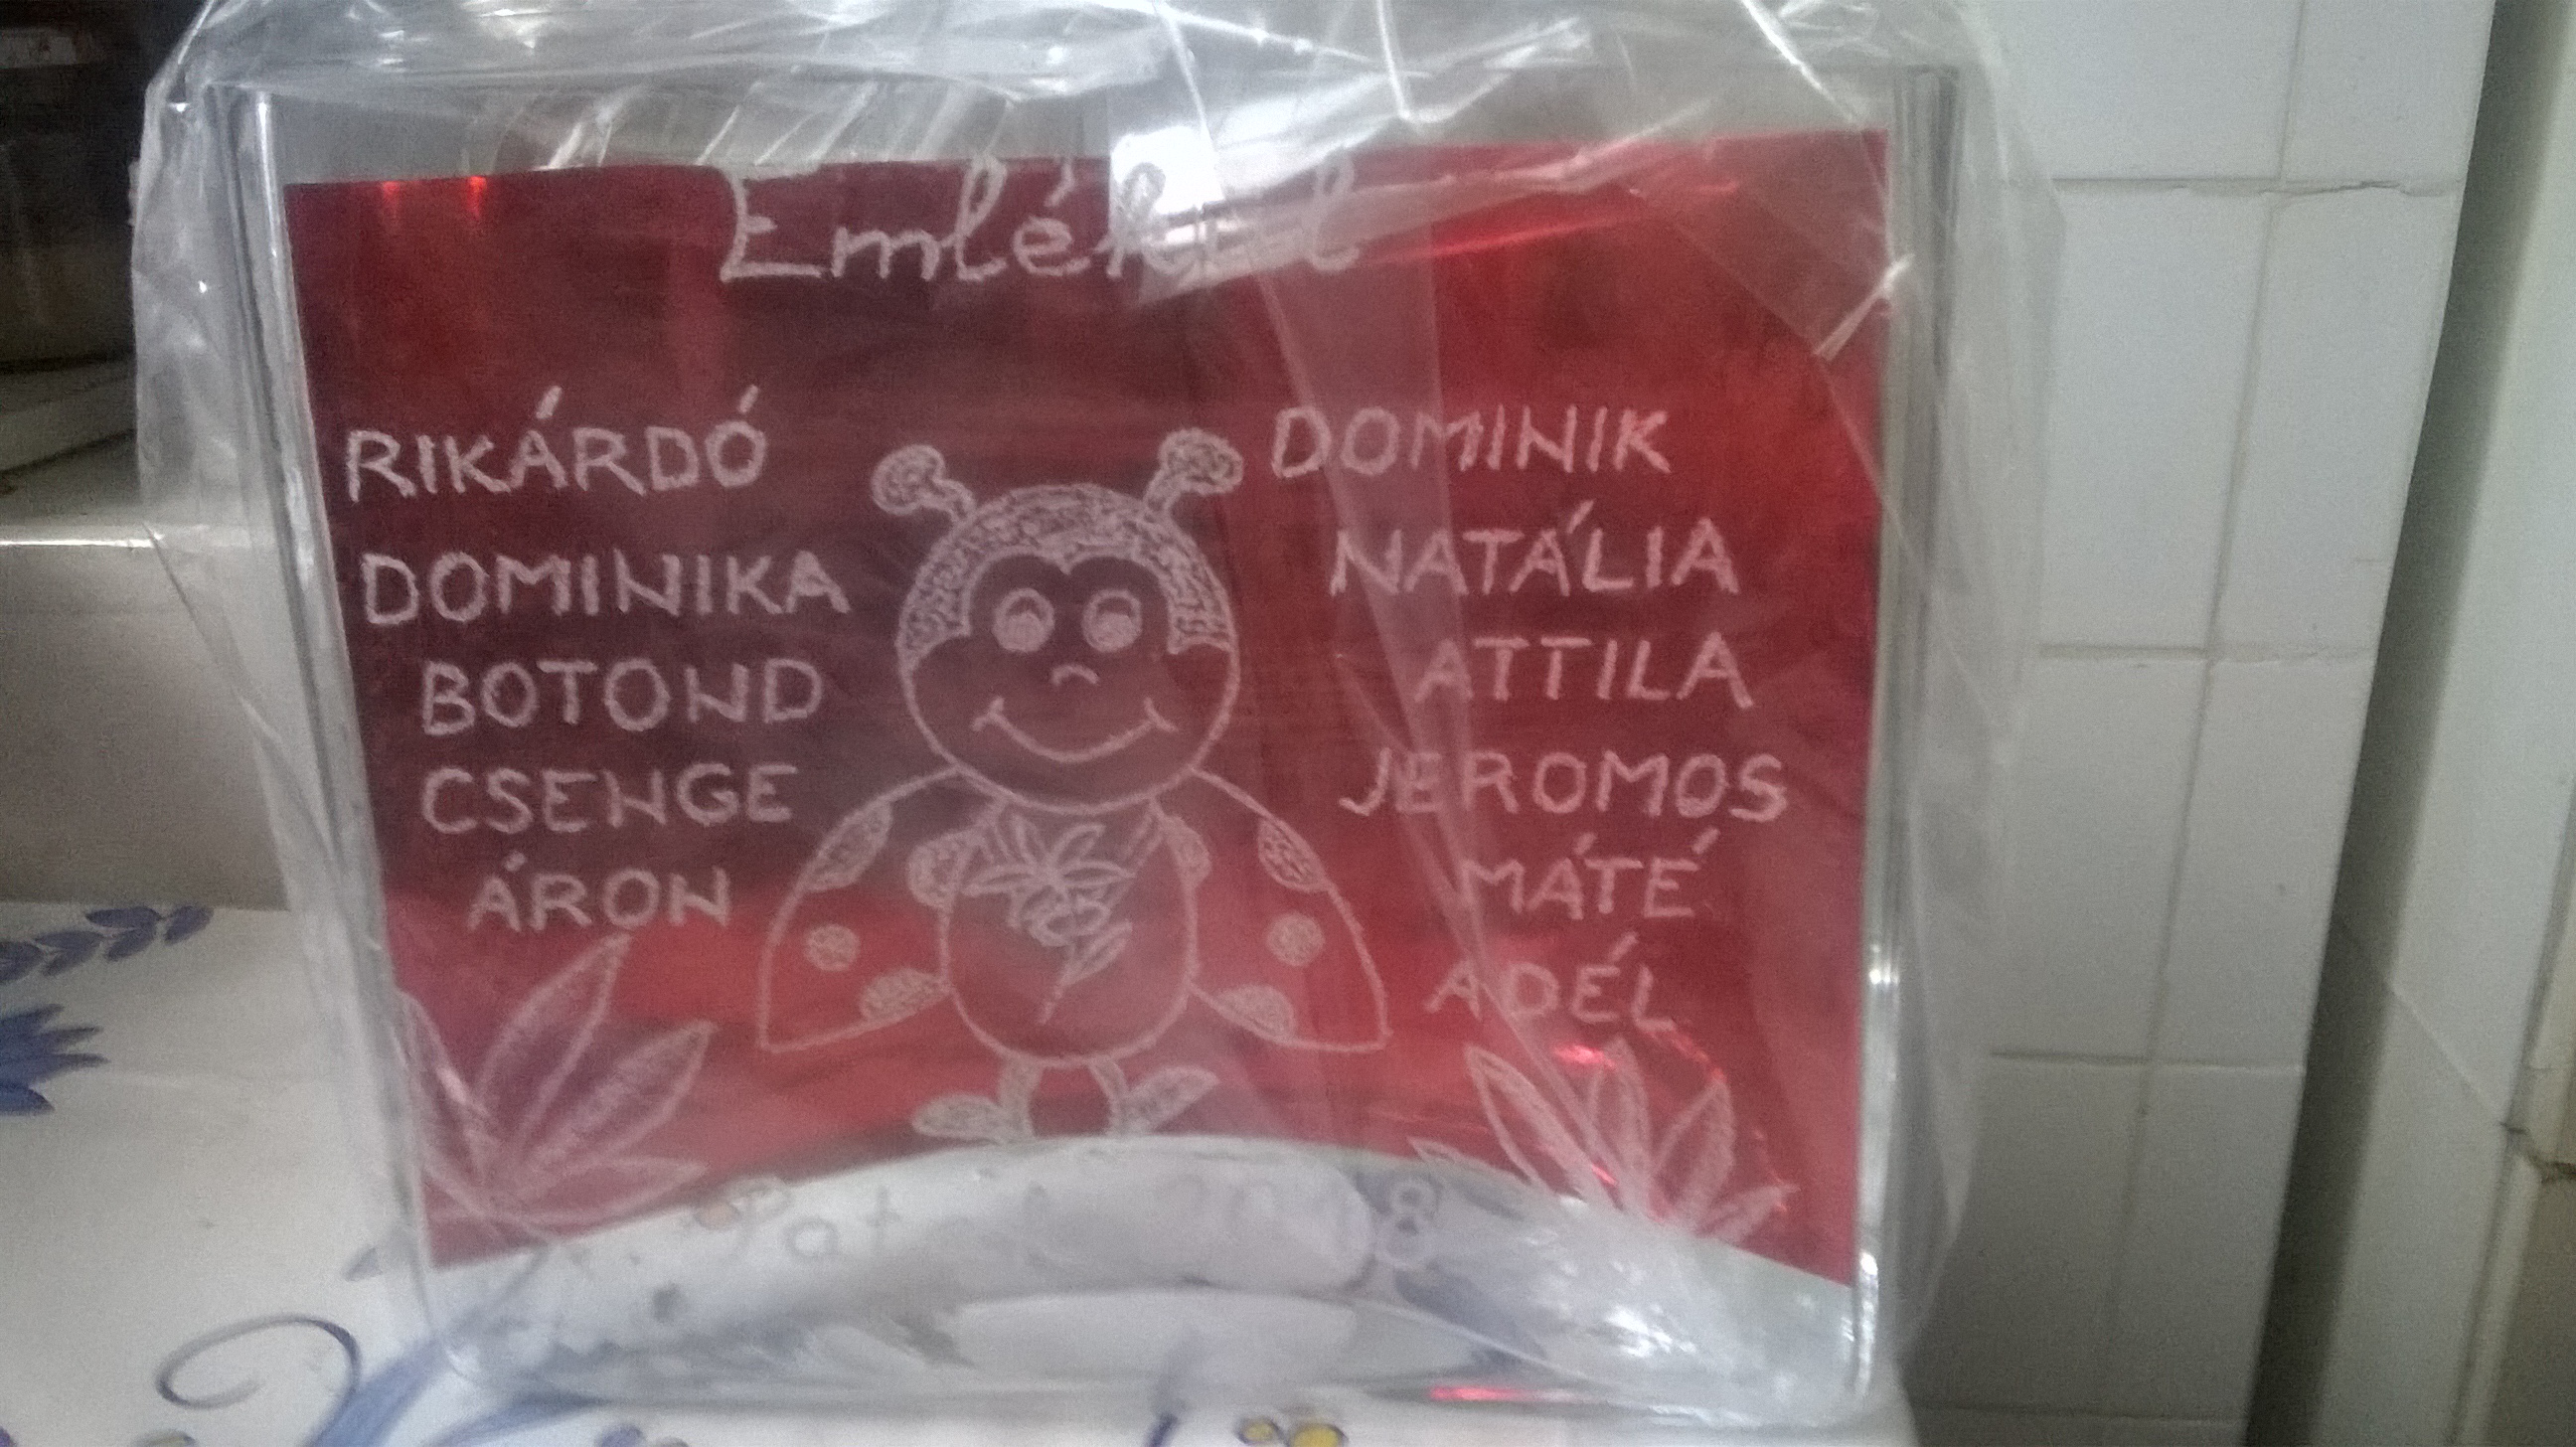 Emlékül
RIKÁRDÓ
DOMINIKA
BOTOND
CSENGE
ÁRON
DOMINIK
NATÁLIA
ATTILA
JEROMOS
MÁTÉ
ADÉL